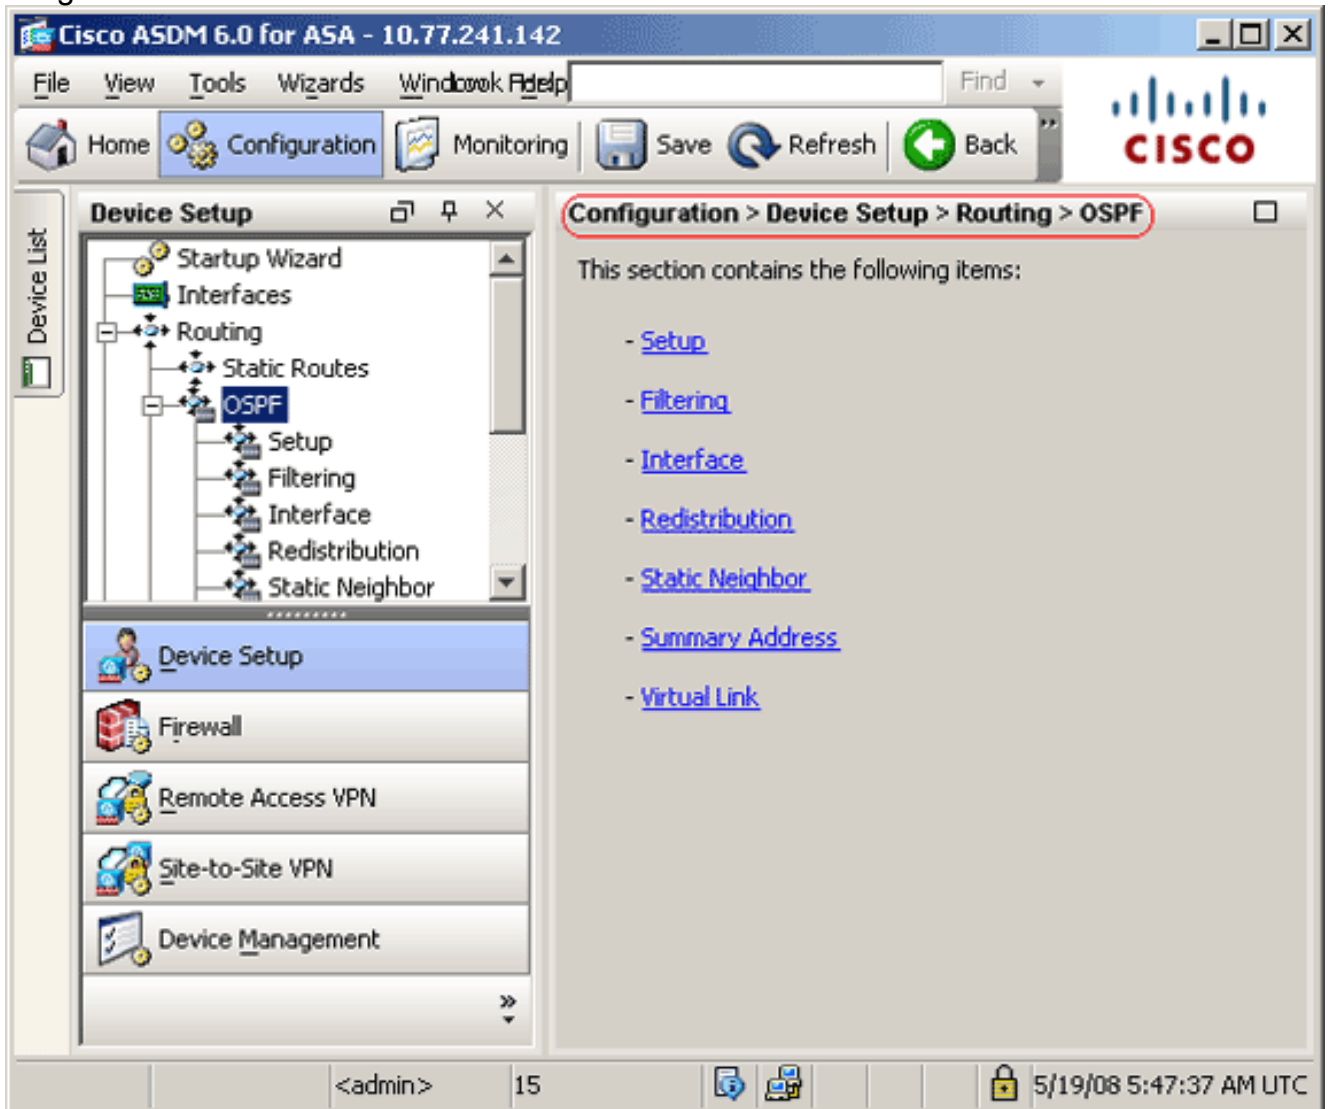 Cisco ASDM 6.0 for ASA - 10.77.241.142
File View Tools Wizards Window Help Find
Home Configuration Monitoring Save Refresh Back
CISCO
Device List
Device Setup
Startup Wizard
Interfaces
Routing
Static Routes
OSPF
Setup
Filtering
Interface
Redistribution
Static Neighbor
Device Setup
Firewall
Remote Access VPN
Site-to-Site VPN
Device Management
Configuration > Device Setup > Routing > OSPF
This section contains the following items:
- Setup
- Filtering
- Interface
- Redistribution
- Static Neighbor
- Summary Address
- Virtual Link
<admin> 15 5/19/08 5:47:37 AM UTC